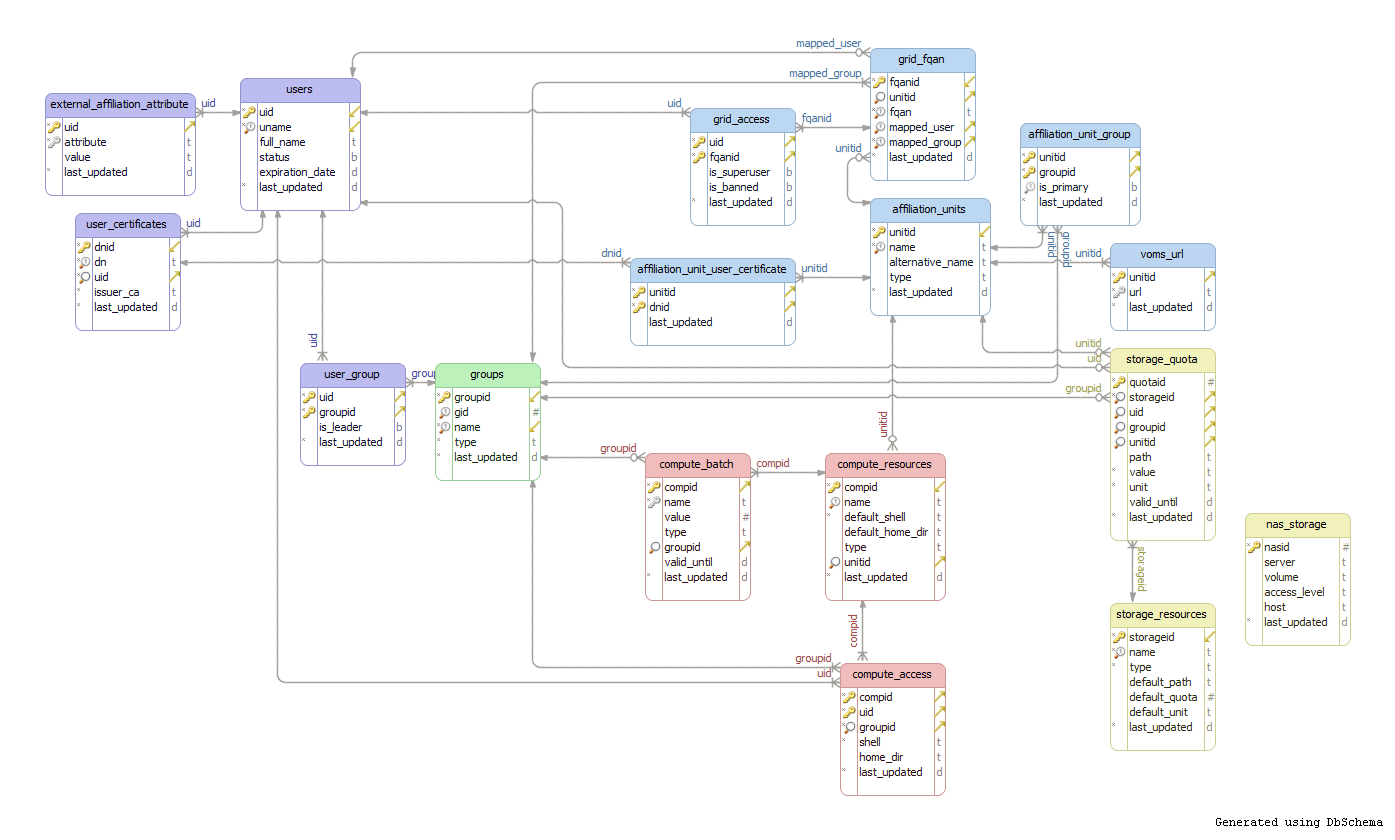 mapped_user
grid_fqan
fqanid
unitid
fqan t
mapped_user
mapped_group
last_updated d
mapped_group
users
uid
uname
full_name t
status b
expiration_date d
last_updated d
external_affiliation_attribute
uid
attribute t
value t
last_updated d
uid
uid
grid_access
uid
fqanid
is_superuser b
is_banned b
last_updated d
fqanid
unitid
affiliation_unit_group
unitid
groupid
is_primary b
last_updated d
unitid
groupid
user_certificates
dnid
dn t
uid
issuer_ca t
last_updated d
uid
affiliation_units
unitid
name t
alternative_name t
type t
last_updated d
dnid
affiliation_unit_user_certificate
unitid
dnid
last_updated d
unitid
unitid
voms_url
unitid
url t
last_updated d
uid
user_group
uid
groupid
is_leader b
last_updated d
group
groups
groupid
gid #
name
type t
last_updated d
unitid
uid
groupid
storage_quota
quotaid #
storageid
uid
groupid
unitid
path t
value t
unit t
valid_until d
last_updated d
groupid
compute_batch
compid
name t
value #
type t
groupid
valid_until d
last_updated d
compid
unitid
compute_resources
compid
name t
default_shell t
default_home_dir t
type t
unitid
last_updated d
nas_storage
nasid #
server t
volume t
access_level t
host t
last_updated d
storageid
storage_resources
storageid
name t
type t
default_path t
default_quota #
default_unit t
last_updated d
compid
groupid
uid
compute_access
compid
uid
groupid
shell t
home_dir t
last_updated d
Generated using DbSchema